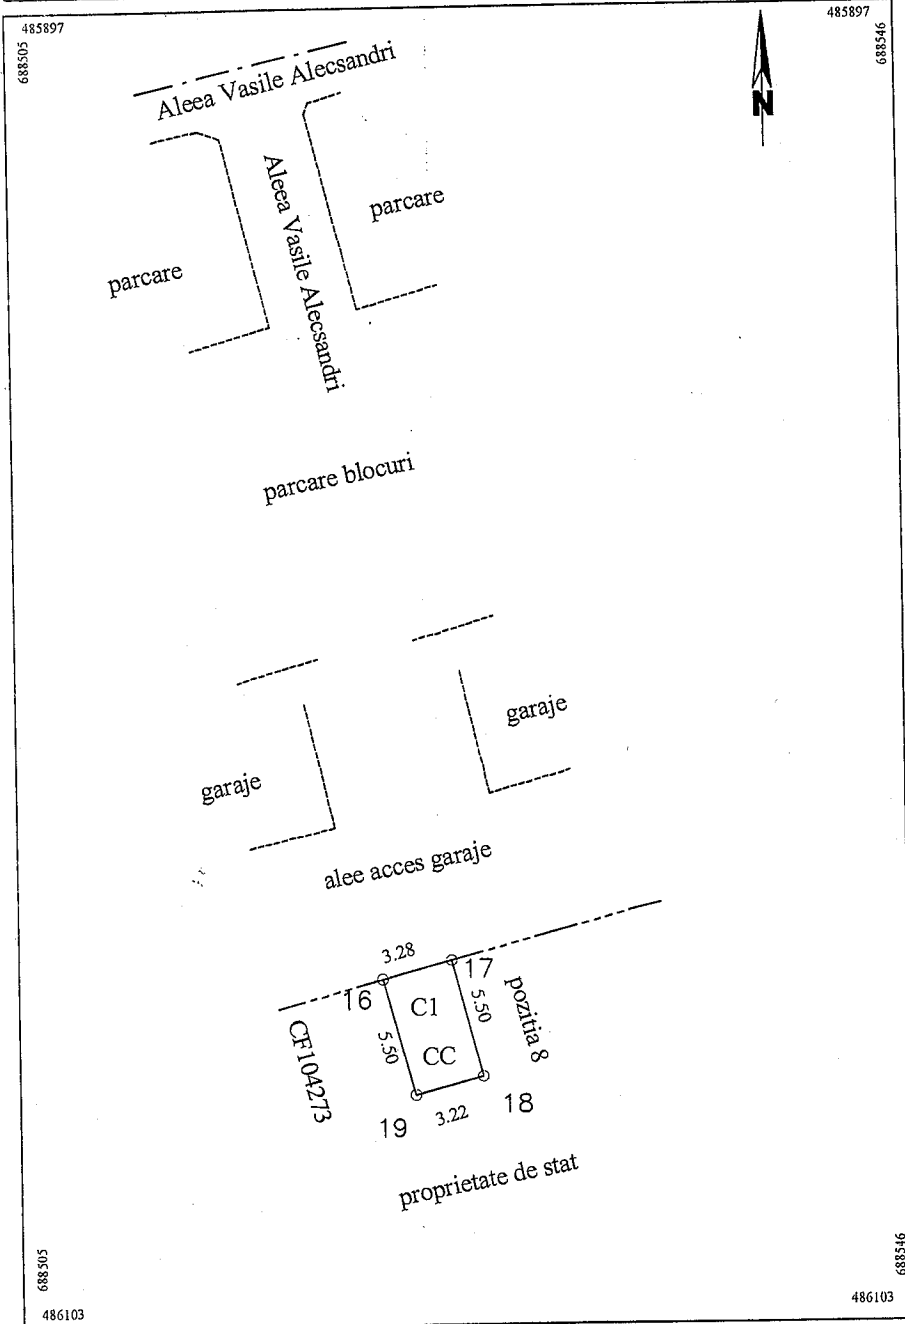 485897
485897
688505
688546
N
Aleea Vasile Alecsandri
Aleea Vasile Alecsandri
parcare
parcare
parcare blocuri
garaje
garaje
alee acces garaje
3.28
16
17
C1
5.50
5.50
pozitia 8
CC
CF104273
19
3.22
18
proprietate de stat
688505
688546
486103
486103